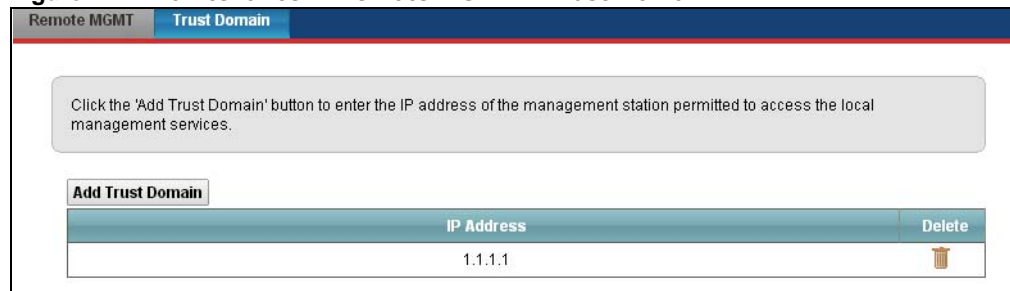 Remote MGMT Trust Domain
Click the 'Add Trust Domain' button to enter the IP address of the management station permitted to access the local
management services.
Add Trust Domain
IP Address Delete
1.1.1.1